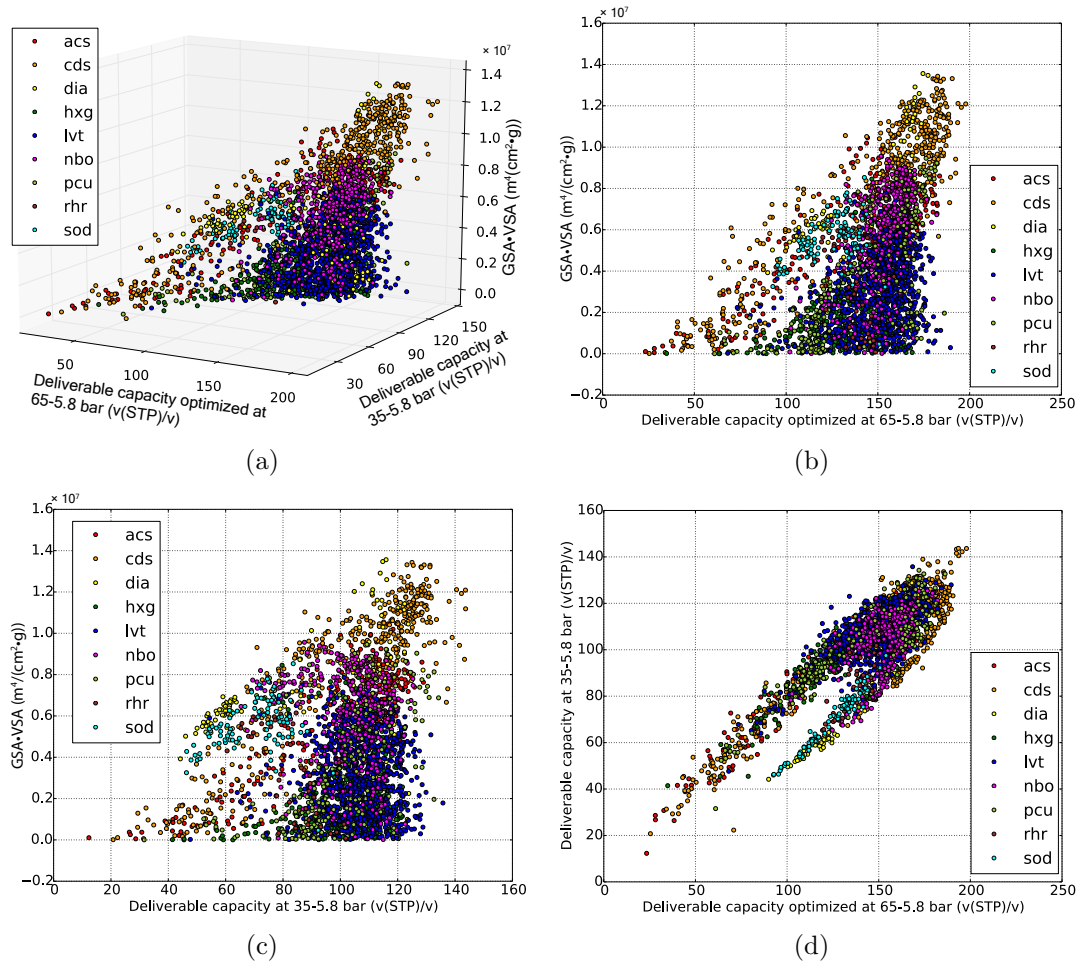 × 10⁷
acs
cds
dia
hxg
lvt
nbo
pcu
rhr
sod
1.4
1.2
1.0
0.8
0.6
0.4
0.2
0.0
GSA•VSA (m⁴(cm²•g))
50
100
150
200
30
60
90
120
150
Deliverable capacity optimized at
65-5.8 bar (v(STP)/v)
Deliverable capacity at
35-5.8 bar (v(STP)/v)
(a)
× 10⁷
1.6
1.4
1.2
1.0
0.8
0.6
0.4
0.2
0.0
−0.2
GSA•VSA (m⁴/(cm²•g))
acs
cds
dia
hxg
lvt
nbo
pcu
rhr
sod
0 50 100 150 200 250
Deliverable capacity optimized at 65-5.8 bar (v(STP)/v)
(b)
× 10⁷
1.6
1.4
1.2
1.0
0.8
0.6
0.4
0.2
0.0
−0.2
GSA•VSA (m⁴/(cm²•g))
acs
cds
dia
hxg
lvt
nbo
pcu
rhr
sod
0 20 40 60 80 100 120 140 160
Deliverable capacity at 35-5.8 bar (v(STP)/v)
(c)
160
140
120
100
80
60
40
20
0
Deliverable capacity at 35-5.8 bar (v(STP)/v)
acs
cds
dia
hxg
lvt
nbo
pcu
rhr
sod
0 50 100 150 200 250
Deliverable capacity optimized at 65-5.8 bar (v(STP)/v)
(d)